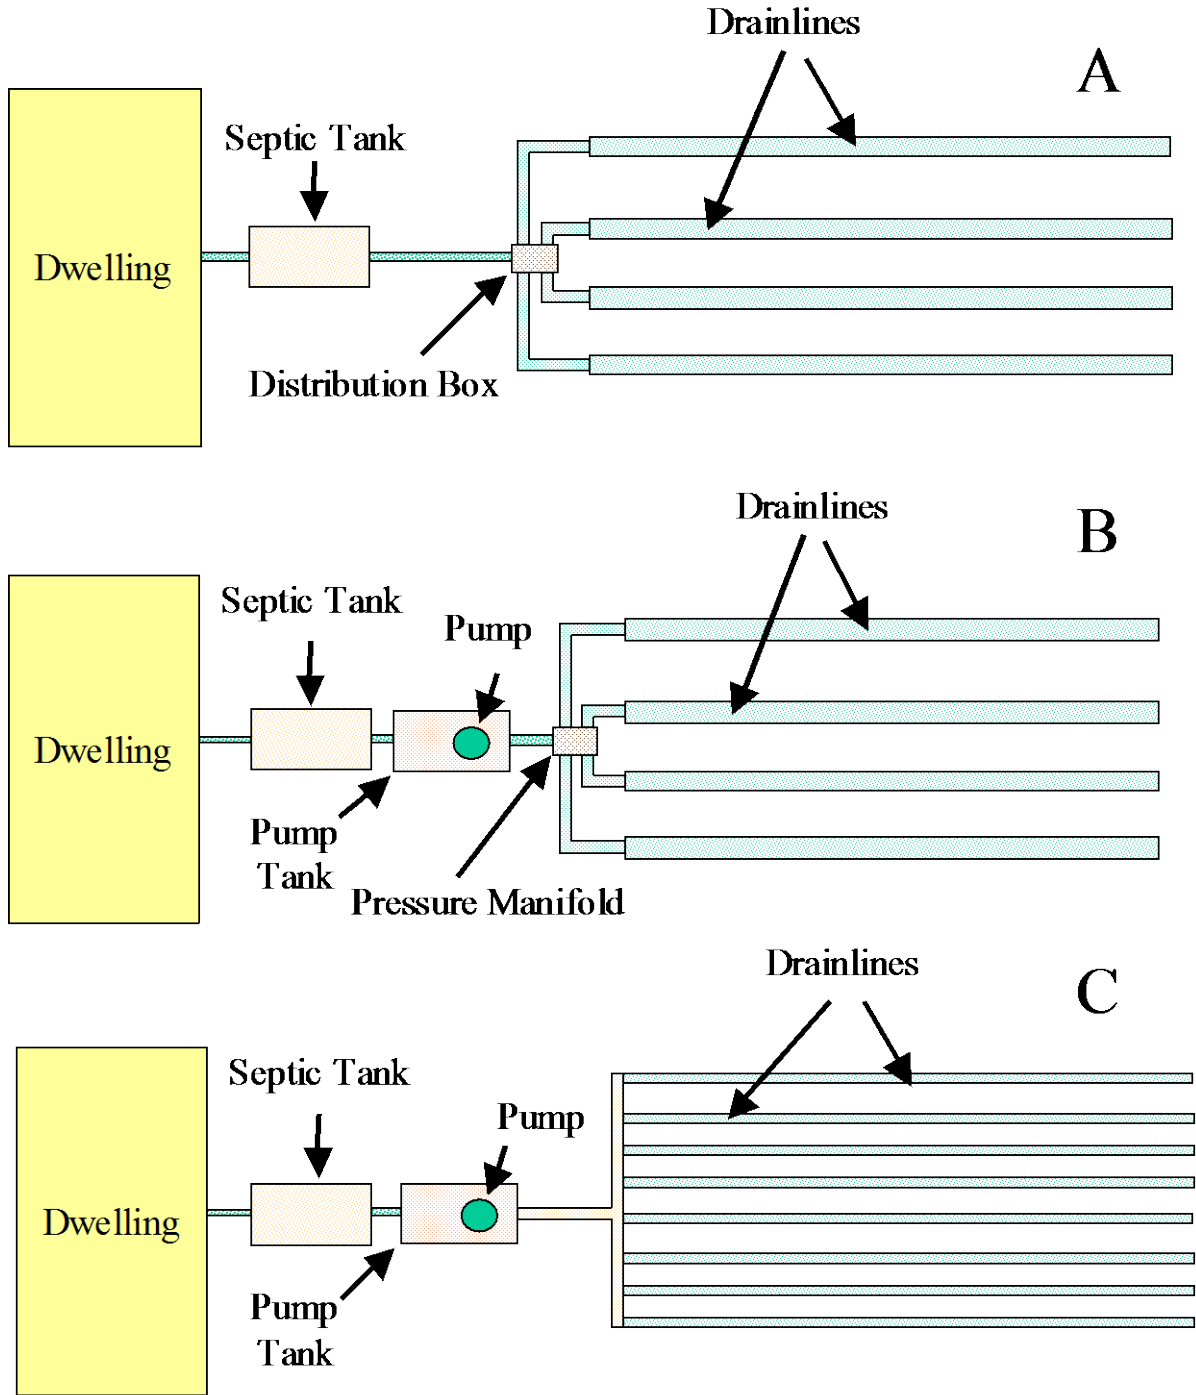 Drainlines
A
Septic Tank
Dwelling
Distribution Box
Drainlines
B
Septic Tank
Pump
Dwelling
Pump
Tank
Pressure Manifold
Drainlines
C
Septic Tank
Pump
Dwelling
Pump
Tank